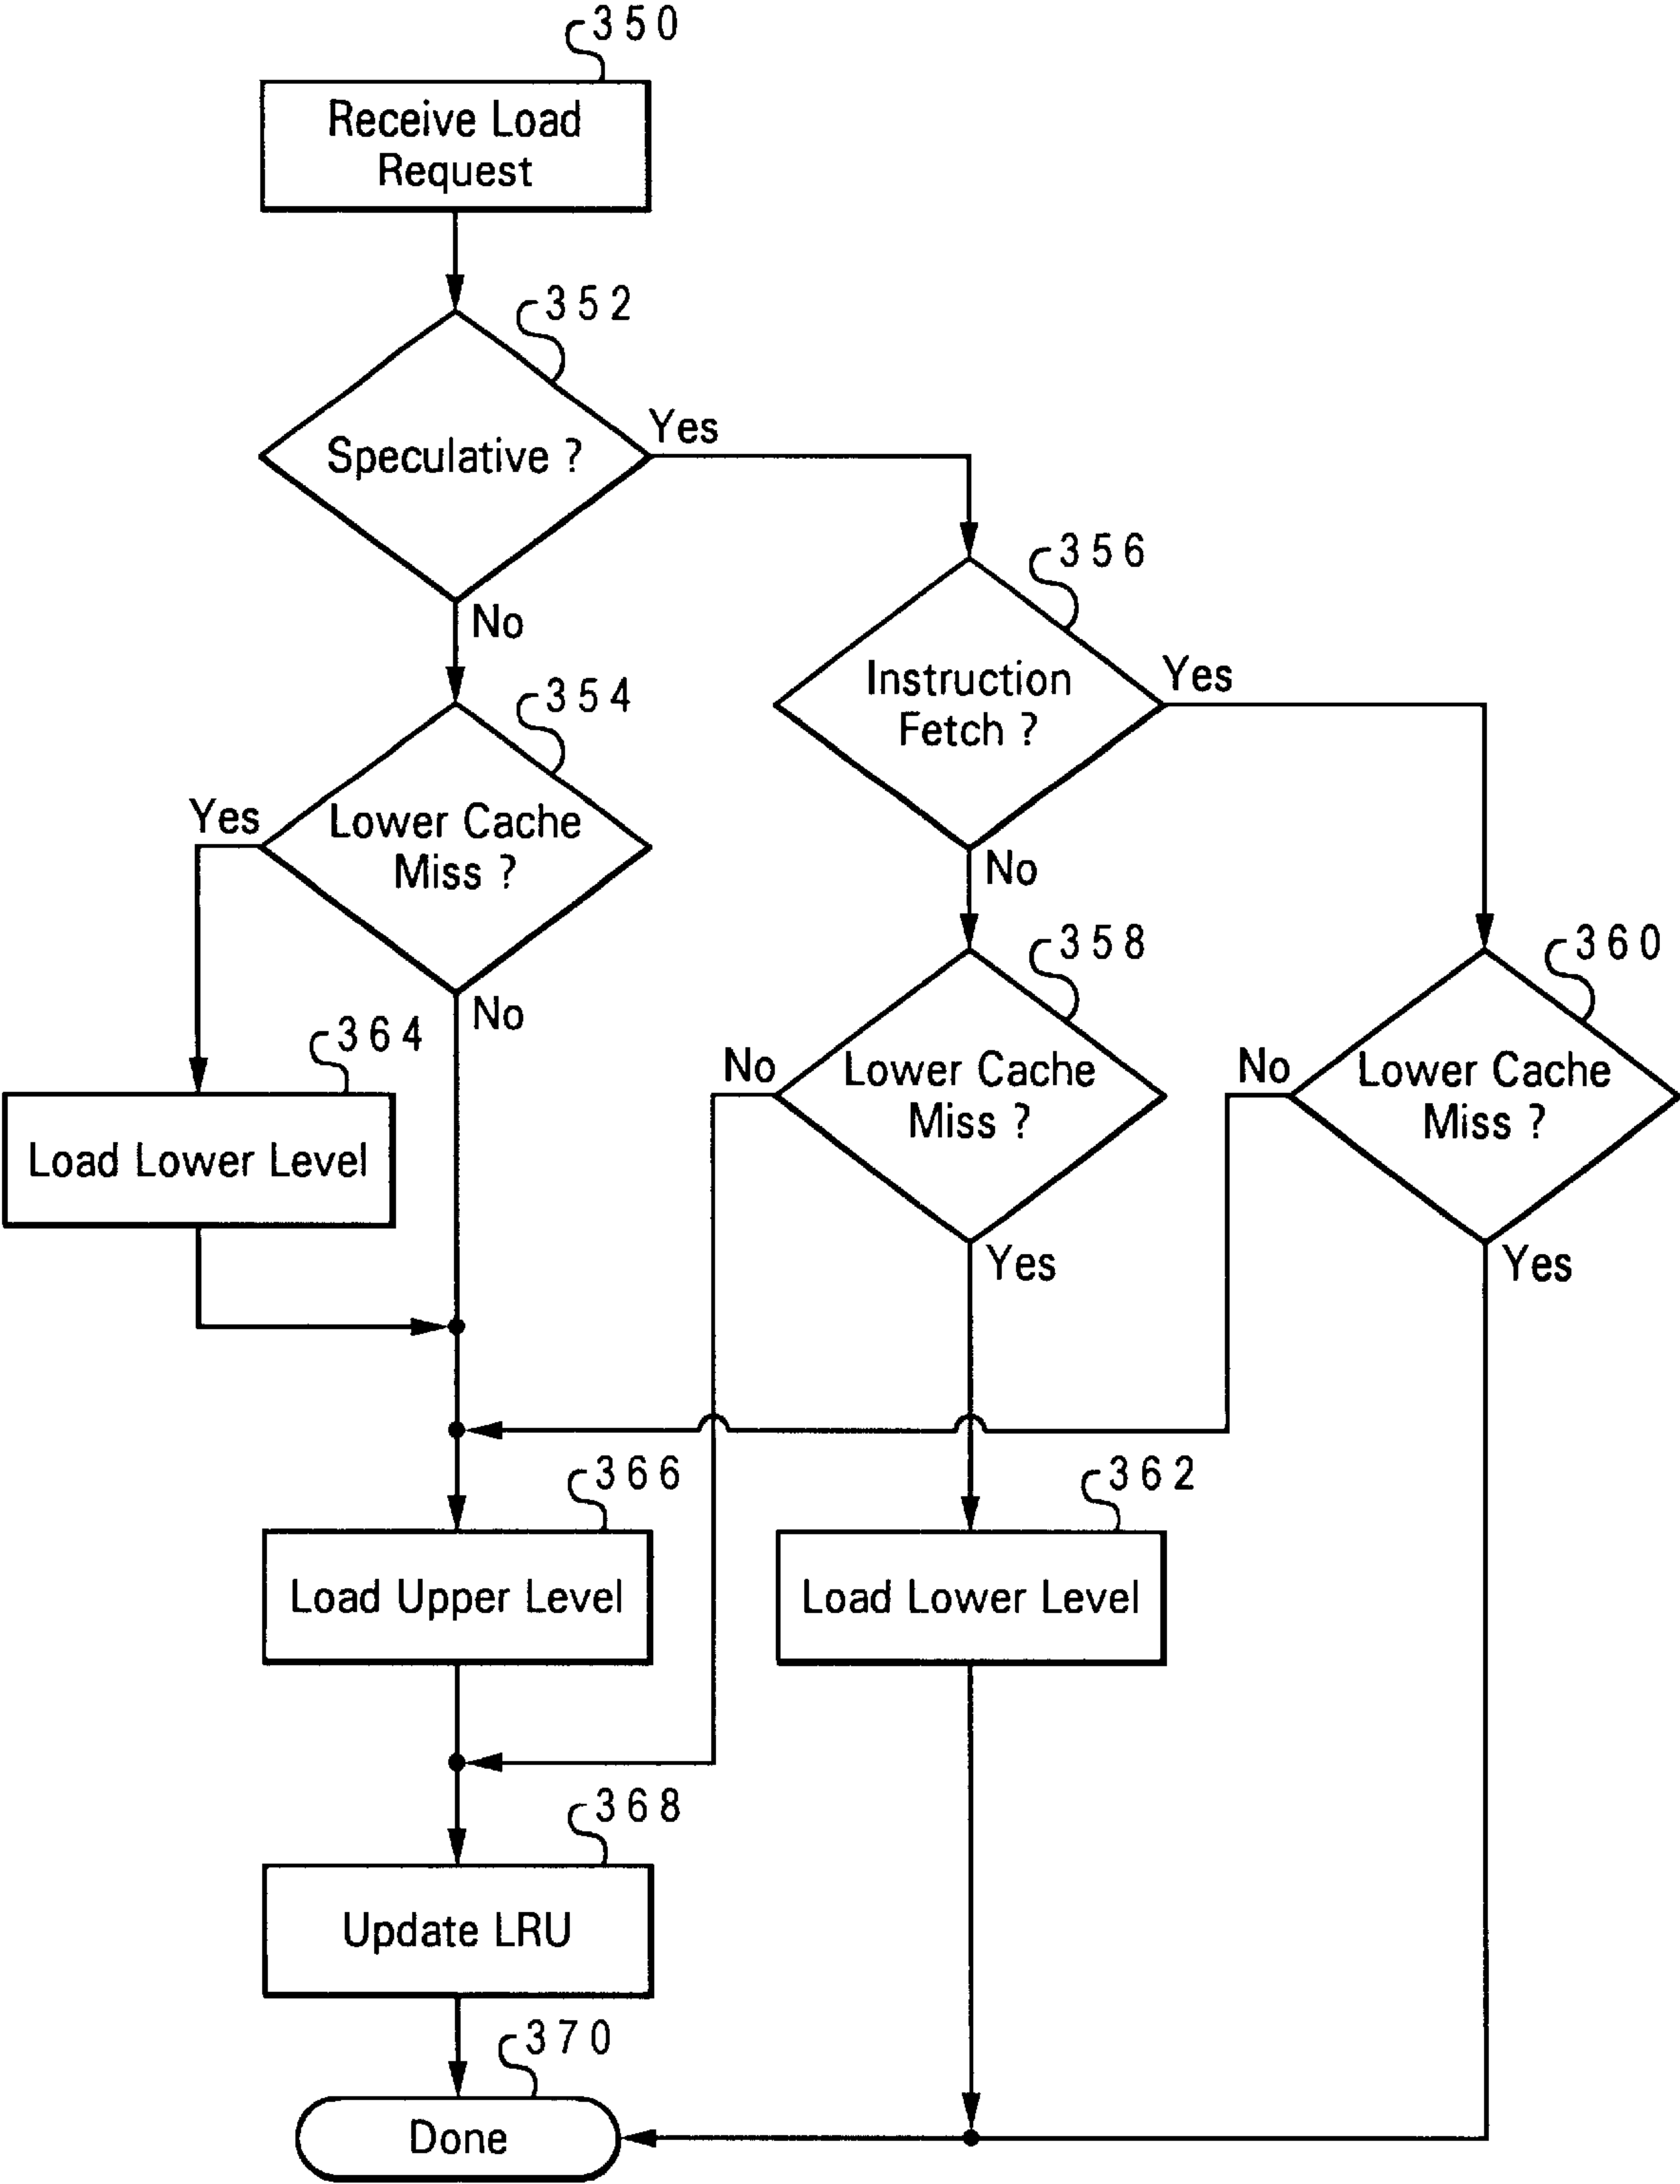 350
Receive Load
Request
352
Speculative ?
Yes
No
356
Instruction
Fetch ?
Yes
No
354
Lower Cache
Miss ?
Yes
No
358
Lower Cache
Miss ?
No
Yes
360
Lower Cache
Miss ?
No
Yes
364
Load Lower Level
366
Load Upper Level
362
Load Lower Level
368
Update LRU
370
Done